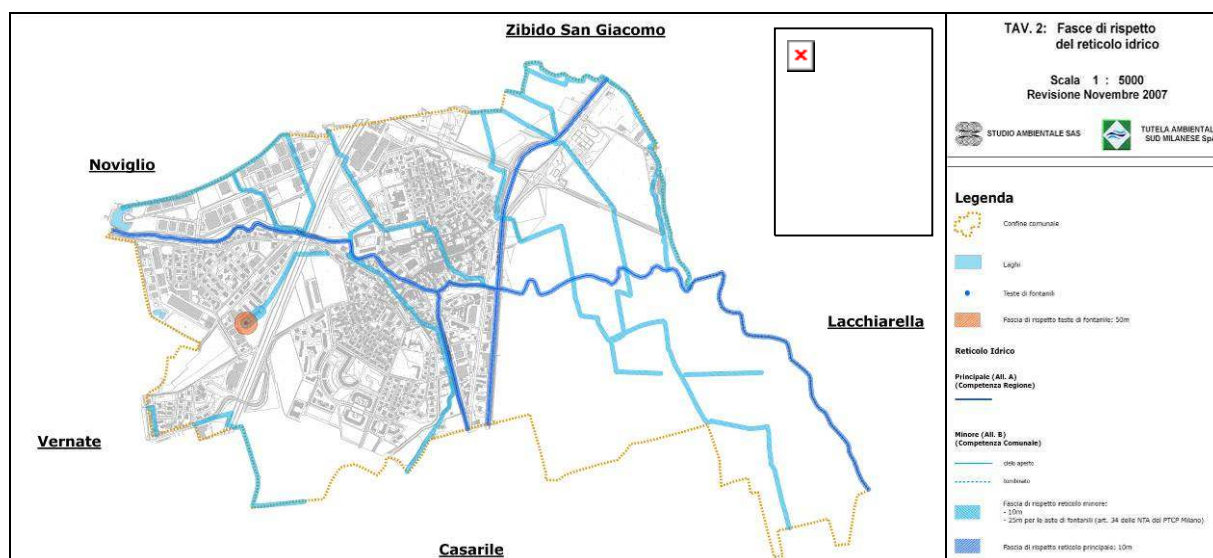 Zibido San Giacomo
Noviglio
Lacchiarella
Vernate
Casarile
TAV. 2: Fasce di rispetto
del reticolo idrico
Scala 1 : 5000
Revisione Novembre 2007
STUDIO AMBIENTALE SAS
TUTELA AMBIENTAL
SUD MILANESE SpA
Legenda
Confine comunale
Laghi
Teste di fontanili
Fascia di rispetto teste di fontanile: 50m
Reticolo Idrico
Principale (All. A)
(Competenza Regione)
Minore (All. B)
(Competenza Comunale)
cielo aperto
tombinato
Fascia di rispetto reticolo minore:
- 10m
- 25m per le aste di fontanili (art. 34 delle NTA del PTCP Milano)
Fascia di rispetto reticolo principale: 10m